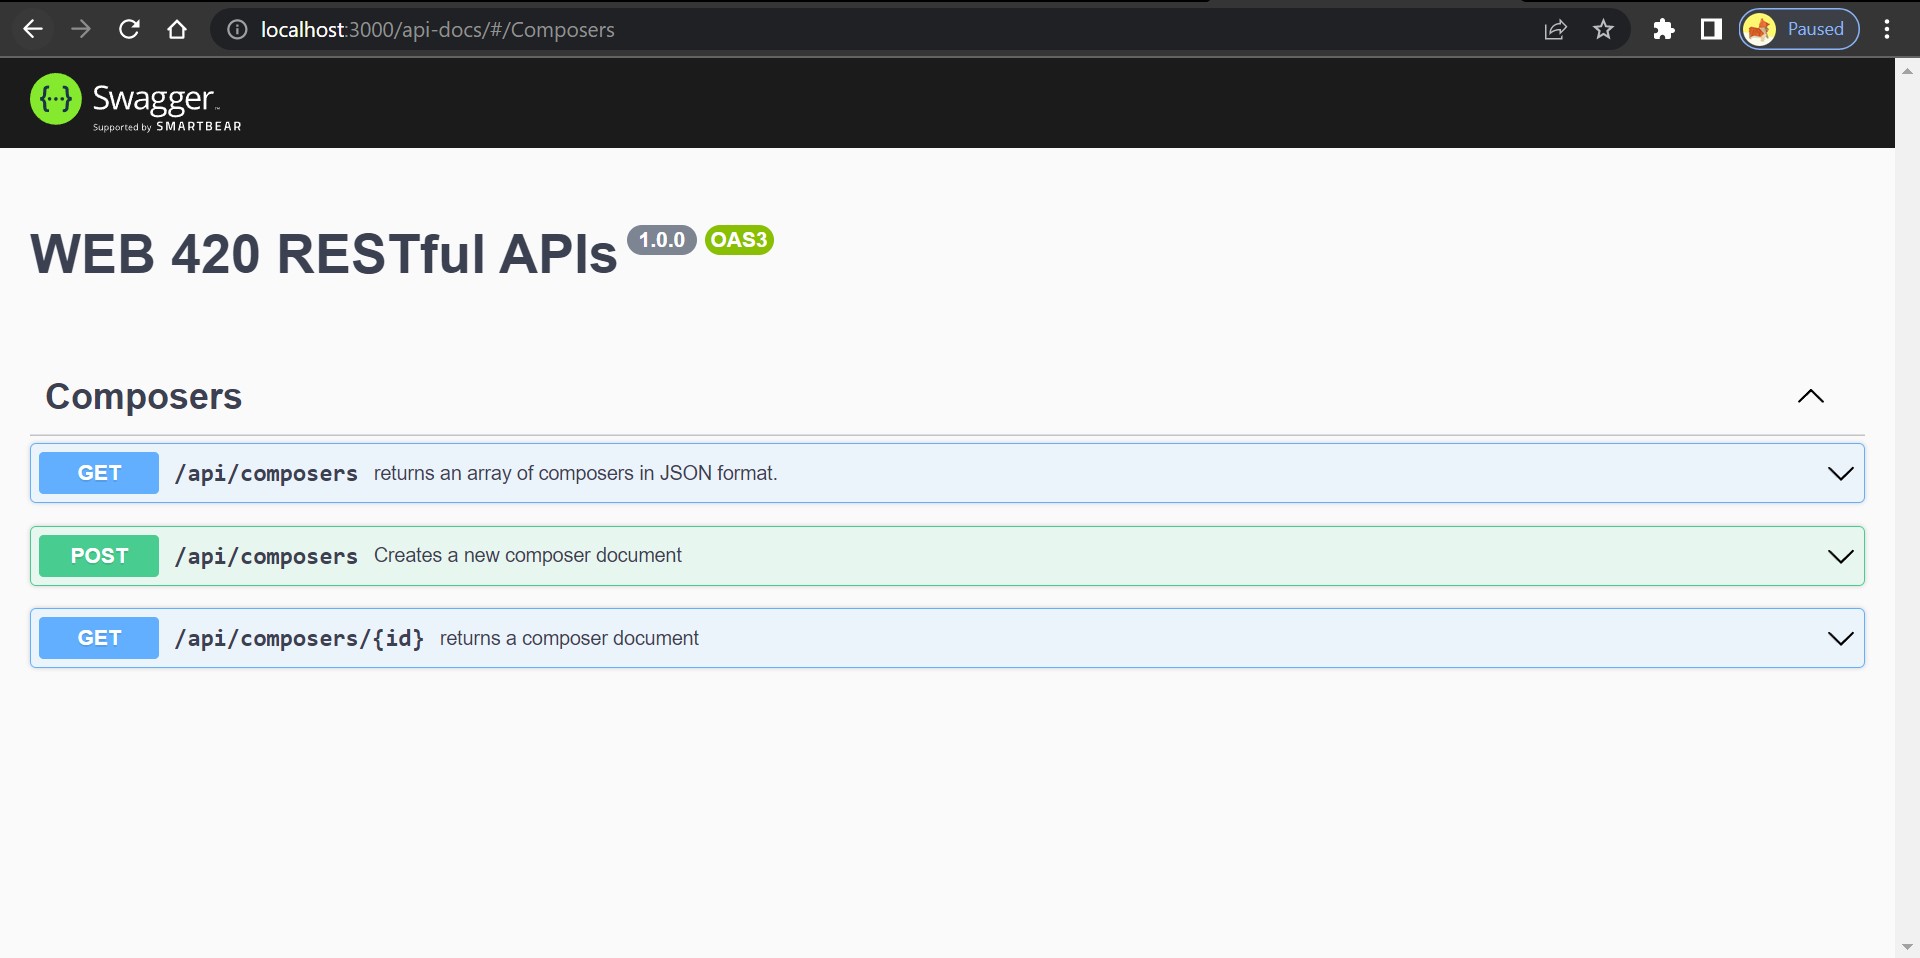 localhost:3000/api-docs/#/Composers
Paused
{···} Swagger™
Supported by SMARTBEAR
WEB 420 RESTful APIs 1.0.0 OAS3
Composers
GET /api/composers returns an array of composers in JSON format.
POST /api/composers Creates a new composer document
GET /api/composers/{id} returns a composer document